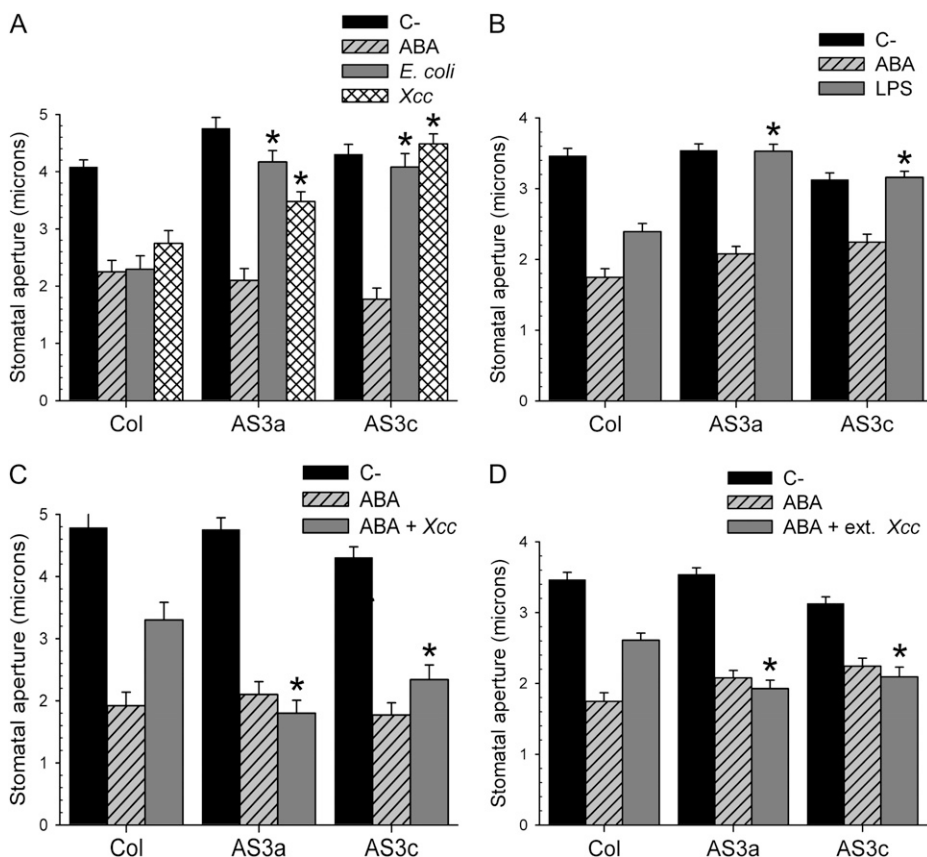 A
C-
ABA
E. coli
Xcc
Stomatal aperture (microns)
5
4
3
2
1
0
*
*
*
*
Col
AS3a
AS3c
B
C-
ABA
LPS
Stomatal aperture (microns)
4
3
2
1
0
*
*
Col
AS3a
AS3c
C
C-
ABA
ABA + Xcc
Stomatal aperture (microns)
5
4
3
2
1
0
*
*
Col
AS3a
AS3c
D
C-
ABA
ABA + ext. Xcc
Stomatal aperture (microns)
4
3
2
1
0
*
*
Col
AS3a
AS3c